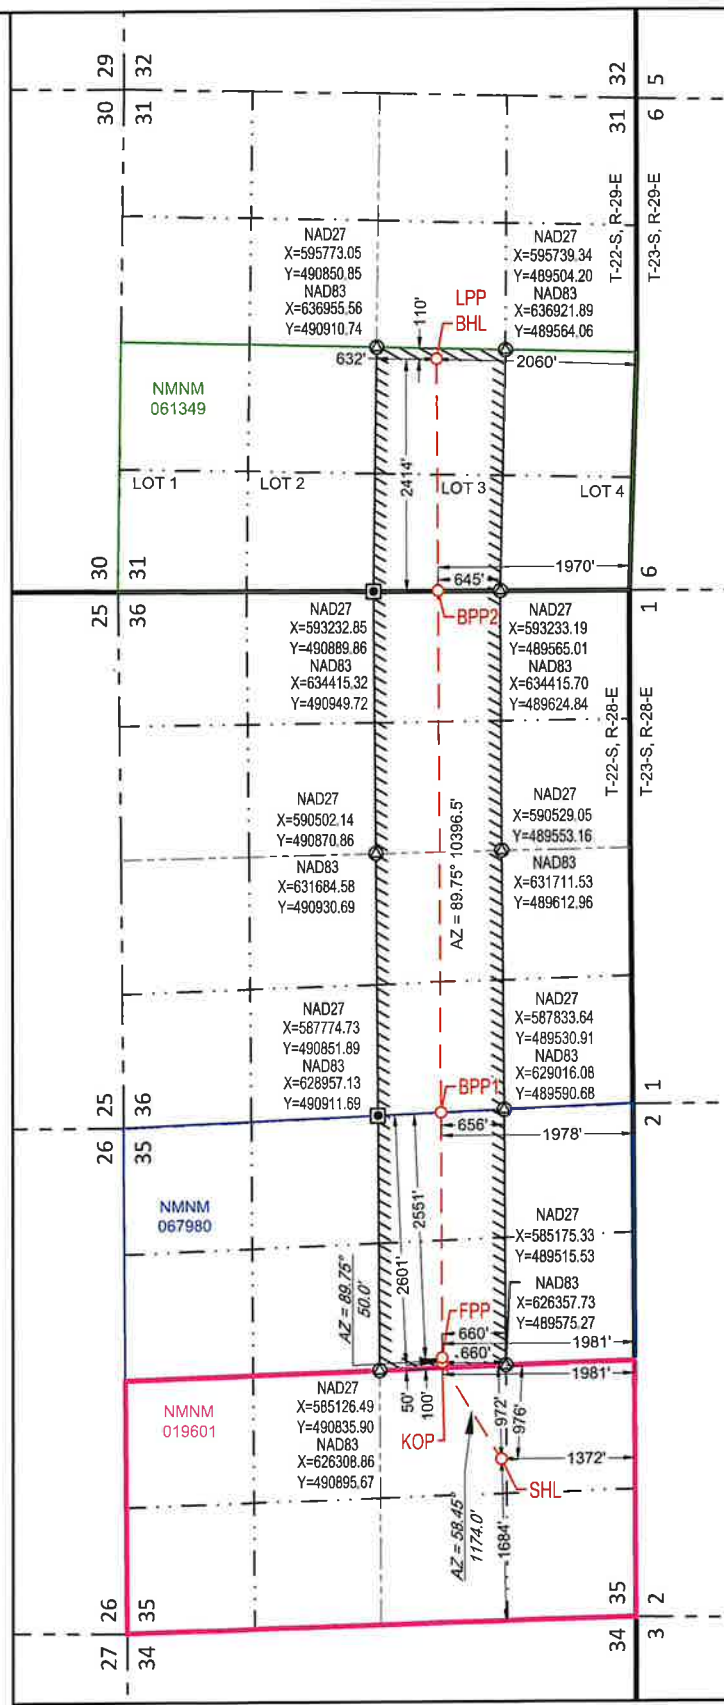 29
32
30
31
32
5
31
6
T-22-S, R-29-E
T-23-S, R-29-E
NAD27
X=595773.05
Y=490850.85
NAD83
X=636955.56
Y=490910.74
NAD27
X=595739.34
Y=489504.20
NAD83
X=636921.89
Y=489564.06
LPP
BHL
110'
632'
2060'
NMNM
061349
2414'
LOT 1
LOT 2
LOT 3
LOT 4
30
31
25
36
1970'
645'
6
1
BPP2
NAD27
X=593232.85
Y=490889.86
NAD83
X=634415.32
Y=490949.72
NAD27
X=593233.19
Y=489565.01
NAD83
X=634415.70
Y=489624.84
T-22-S, R-28-E
T-23-S, R-28-E
NAD27
X=590502.14
Y=490870.86
NAD83
X=631684.58
Y=490930.69
AZ = 89.75° 10396.5'
NAD27
X=590529.05
Y=489553.16
NAD83
X=631711.53
Y=489612.96
NAD27
X=587774.73
Y=490851.89
NAD83
X=628957.13
Y=490911.69
NAD27
X=587833.64
Y=489530.91
NAD83
X=629016.08
Y=489590.68
25
36
26
35
BPP1
656'
1978'
1
2
NMNM
067980
2601'
2551'
AZ = 89.75°
50.0'
NAD27
X=585175.33
Y=489515.53
NAD83
X=626357.73
Y=489575.27
FPP
660'
1981'
660'
1981'
NMNM
019601
NAD27
X=585126.49
Y=490835.90
NAD83
X=626308.86
Y=490895.67
50'
100'
KOP
972'
976'
1372'
SHL
AZ = 58.45°
1174.0'
1684'
26
35
27
34
35
2
34
3